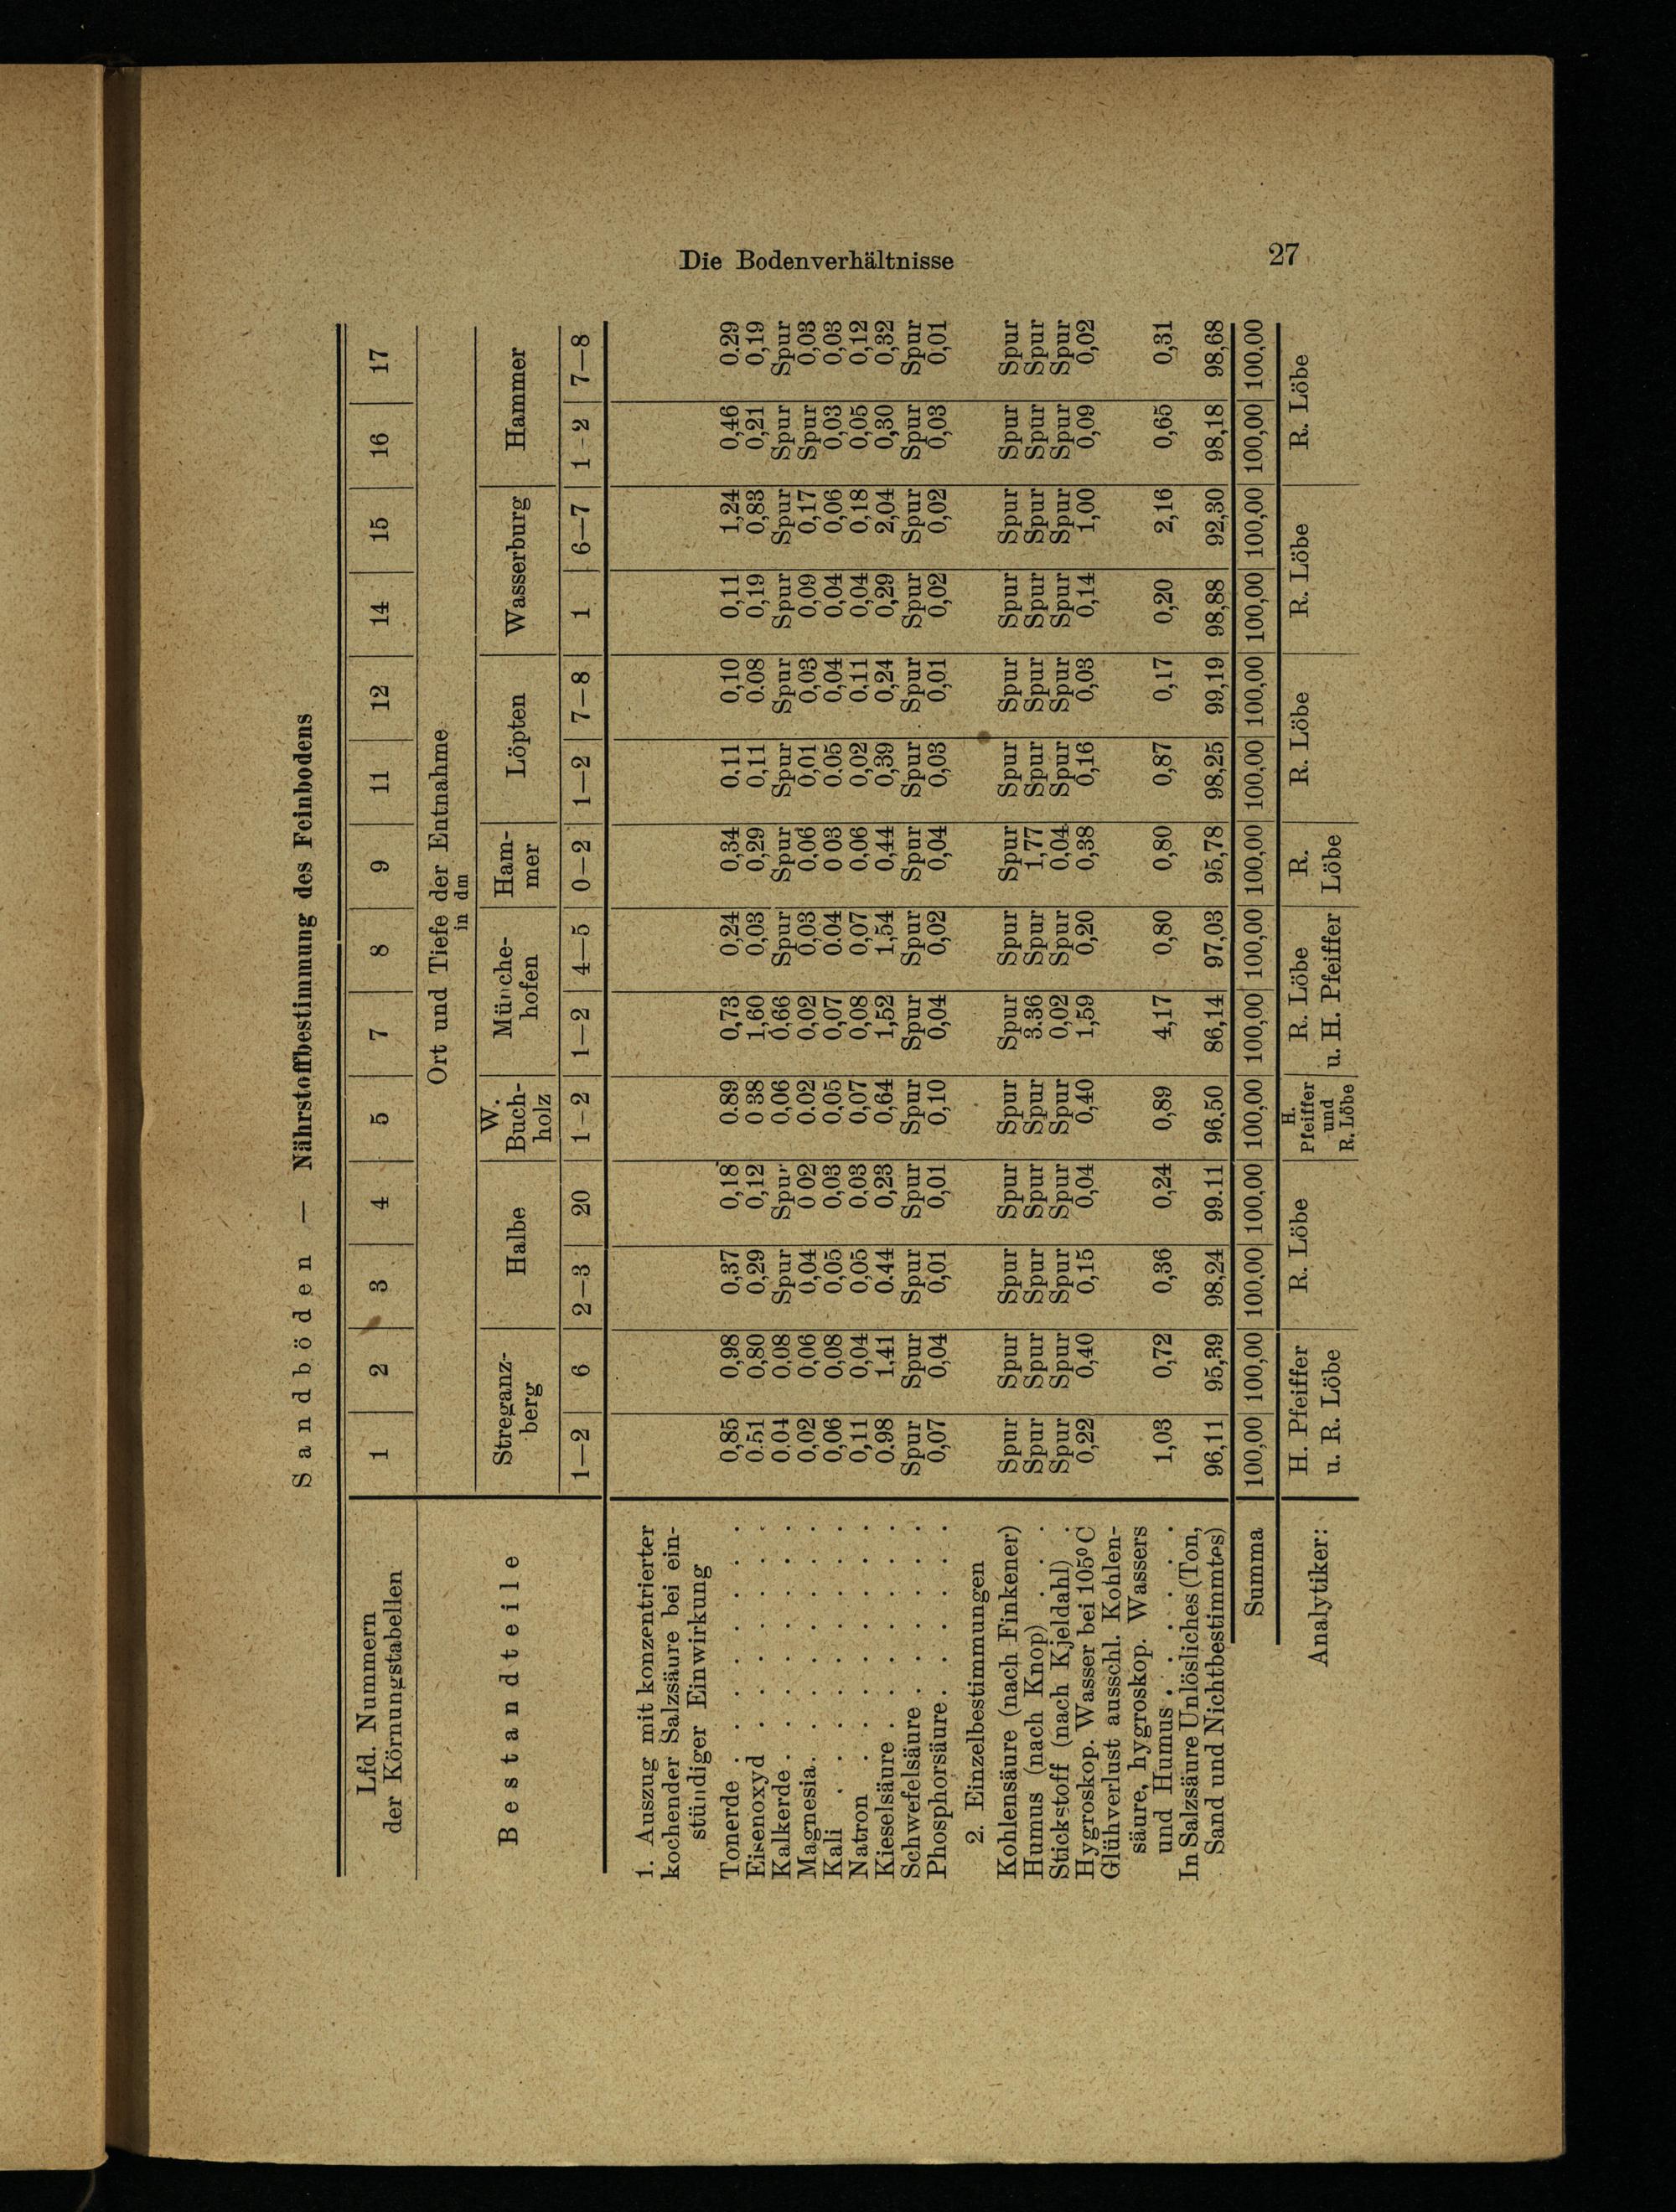 Die Bodenverhältnisse 27
Sandböden — Nährstoffbestimmung des Feinbodens
Lfd. Nummern der Körnungstabellen 1 2 3 4 5 7 8 9 11 12 14 15 16 17
Ort und Tiefe der Entnahme
in dm
Bestandteile Streganz-berg Halbe W. Buch-holz Münche-hofen Ham-mer Löpten Wasserburg Hammer
1—2 6 2—3 20 1—2 1—2 4—5 0—2 1—2 7—8 1 6—7 1-2 7—8
1. Auszug mit konzentrierter
kochender Salzsäure bei ein-
stündiger Einwirkung
Tonerde . . . . . 0,85 0,98 0,37 0,18 0.89 0,73 0,24 0,34 0,11 0,10 0,11 1,24 0,46 0.29
Eisenoxyd . . . . . 0.51 0,80 0,29 0,12 0 38 1,60 0,03 0,29 0,11 0.08 0,19 0,83 0,21 0,19
Kalkerde . . . . . 0.04 0,08 Spur Spur 0,06 0,66 Spur Spur Spur Spur Spur Spur Spur Spur
Magnesia . . . . . 0,02 0,06 0,04 0 02 0.02 0,02 0,03 0,06 0,01 0,03 0,09 0,17 Spur 0,03
Kali . . . . . . 0,06 0,08 0,05 0,03 0,05 0,07 0.04 0 03 0.05 0,04 0,04 0,06 0,03 0,03
Natron . . . . . 0,11 0,04 0,05 0,03 0,07 0,08 0,07 0,06 0,02 0.11 0,04 0,18 0,05 0,12
Kieselsäure . . . . 0.98 1,41 0.44 0,23 0,64 1,52 1,54 0,44 0,39 0,24 0,29 2,04 0,30 0,32
Schwefelsäure . . . . Spur Spur Spur Spur Spur Spur Spur Spur Spur Spur Spur Spur Spur Spur
Phosphorsäure . . . . 0,07 0,04 0,01 0,01 0,10 0,04 0,02 0,04 0,03 0,01 0,02 0,02 0,03 0,01
2. Einzelbestimmungen
Kohlensäure (nach Finkener) Spur Spur Spur Spur Spur Spur Spur Spur Spur Spur Spur Spur Spur Spur
Humus (nach Knop) . . Spur Spur Spur Spur Spur 3.36 Spur 1,77 Spur Spur Spur Spur Spur Spur
Stickstoff (nach Kjeldahl) . Spur Spur Spur Spur Spur 0,02 Spur 0,04 Spur Spur Spur Spur Spur Spur
Hygroskop. Wasser bei 105⁰ C 0,22 0,40 0,15 0,04 0,40 1,59 0,20 0,38 0,16 0,03 0,14 1,00 0,09 0,02
Glühverlust ausschl. Kohlen-
säure, hygroskop. Wassers
und Humus . . . . . 1,03 0,72 0,36 0,24 0,89 4,17 0,80 0,80 0,87 0,17 0,20 2,16 0,65 0,31
In Salzsäure Unlösliches (Ton,
Sand und Nichtbestimmtes) 96,11 95,39 98,24 99.11 96,50 86,14 97,03 95,78 98,25 99,19 98,88 92,30 98,18 98,68
Summa 100,00 100,00 100,00 100,00 100,00 100,00 100,00 100,00 100,00 100,00 100,00 100,00 100,00 100,00
Analytiker: H. Pfeiffer u. R. Löbe R. Löbe H. Pfeiffer und R. Löbe R. Löbe u. H. Pfeiffer R. Löbe R. Löbe R. Löbe R. Löbe